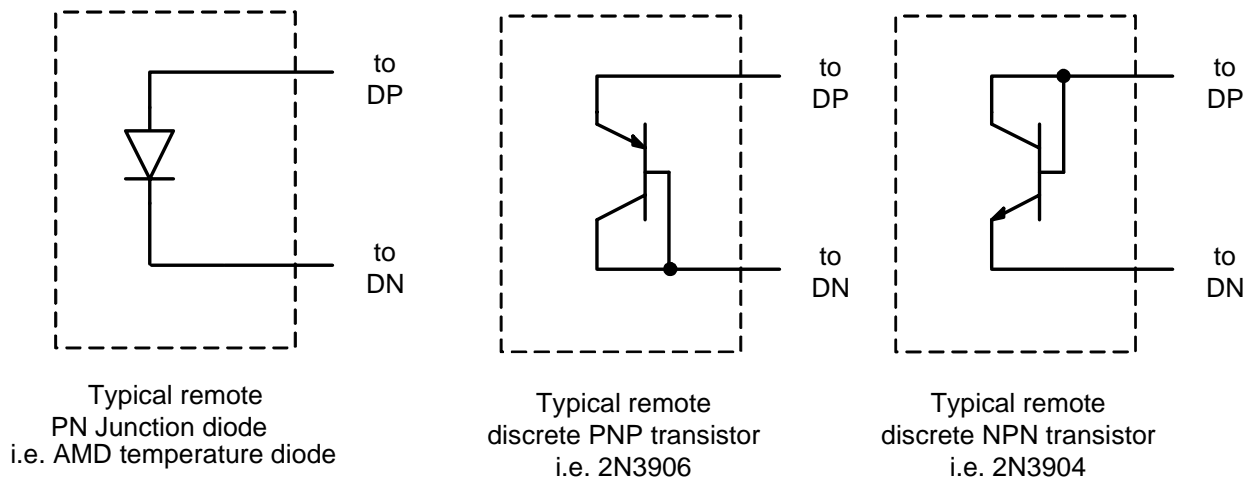 to
DP
to
DN
Typical remote
PN Junction diode
i.e. AMD temperature diode
to
DP
to
DN
Typical remote
discrete PNP transistor
i.e. 2N3906
to
DP
to
DN
Typical remote
discrete NPN transistor
i.e. 2N3904